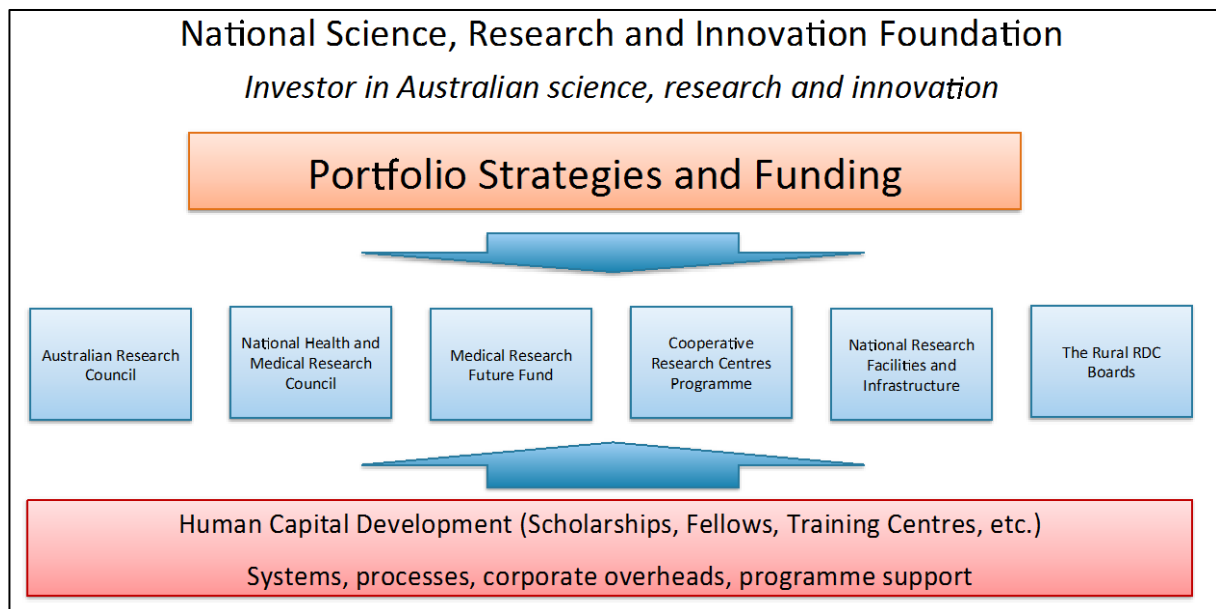 National Science, Research and Innovation Foundation
Investor in Australian science, research and innovation
Portfolio Strategies and Funding
Australian Research
Council
National Health and
Medical Research
Council
Medical Research
Future Fund
Cooperative
Research Centres
Programme
National Research
Facilities and
Infrastructure
The Rural RDC
Boards
Human Capital Development (Scholarships, Fellows, Training Centres, etc.)
Systems, processes, corporate overheads, programme support